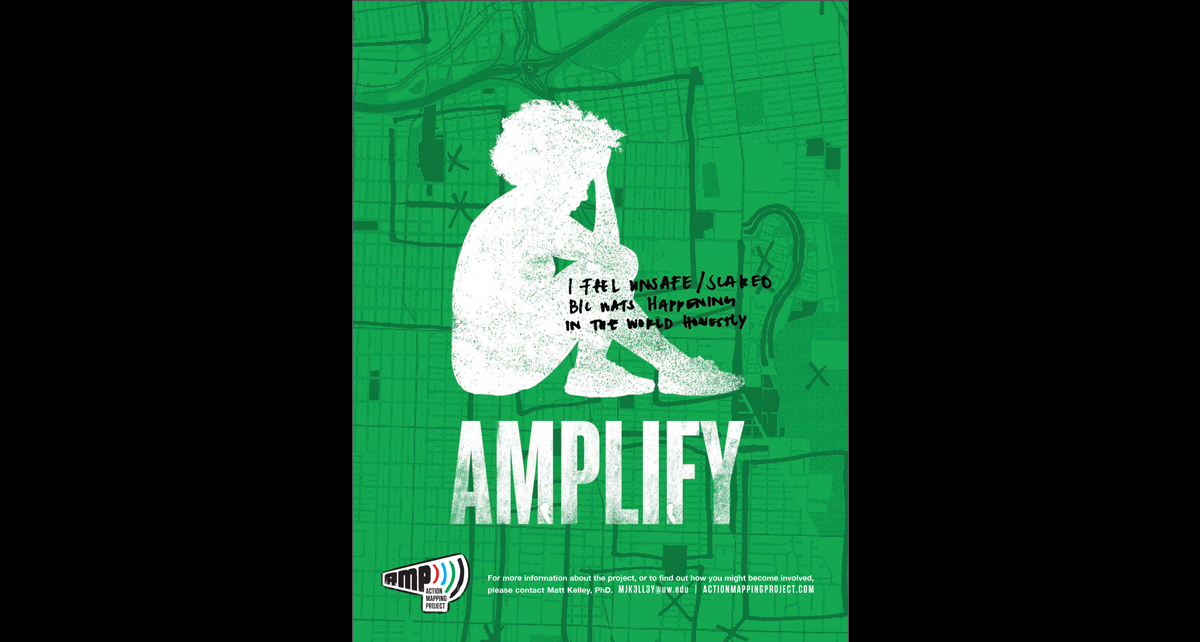 I FEEL UNSAFE/SCARED
B/C WATS HAPPENING
IN THE WORLD HONESTLY
AMPLIFY
AMP
ACTION
MAPPING
PROJECT
For more information about the project, or to find out how you might become involved,
please contact Matt Kelley, PhD. MJK3LL3Y@uw.edu | ACTIONMAPPINGPROJECT.COM